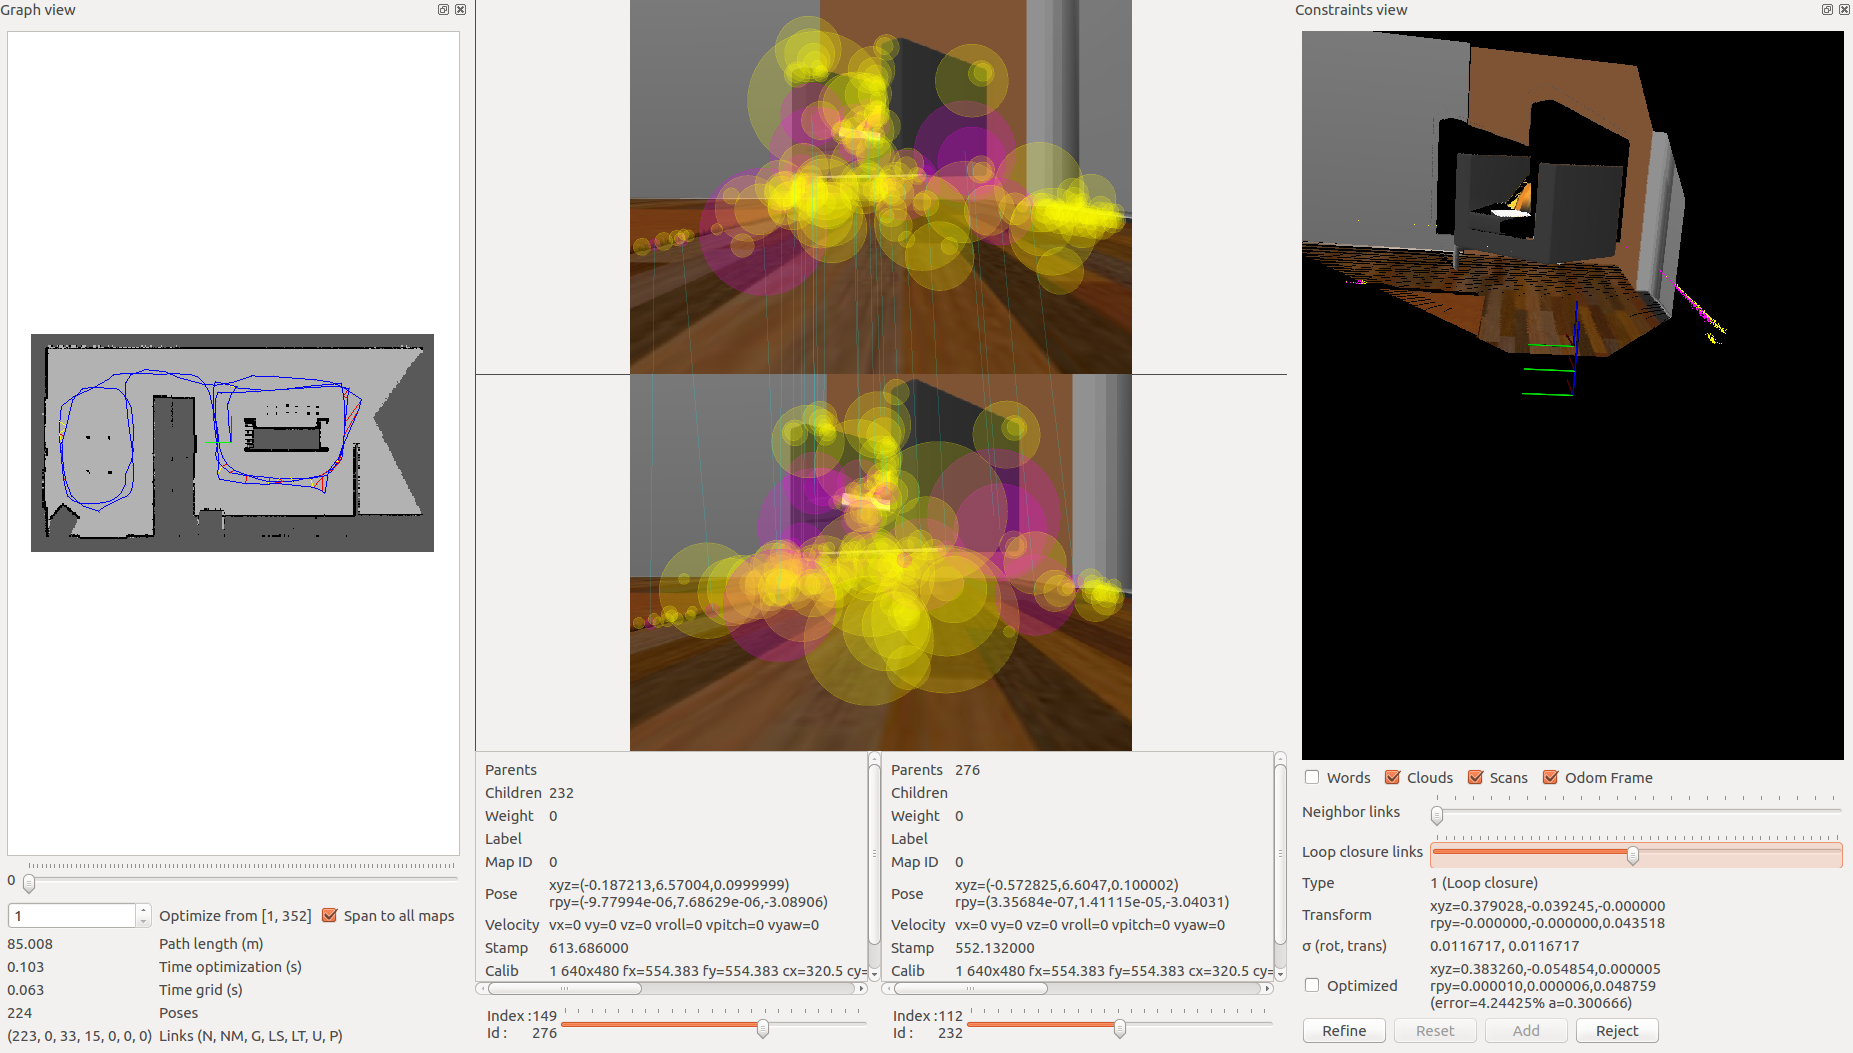 Graph view
0
1
Optimize from [1, 352]
Span to all maps
85.008 Path length (m)
0.103 Time optimization (s)
0.063 Time grid (s)
224 Poses
(223, 0, 33, 15, 0, 0, 0) Links (N, NM, G, LS, LT, U, P)
Parents
Children 232
Weight 0
Label
Map ID 0
Pose xyz=(-0.187213,6.57004,0.0999999)
rpy=(-9.77994e-06,7.68629e-06,-3.08906)
Velocity vx=0 vy=0 vz=0 vroll=0 vpitch=0 vyaw=0
Stamp 613.686000
Calib 1 640x480 fx=554.383 fy=554.383 cx=320.5 cy=
Index :149
Id : 276
Parents 276
Children
Weight 0
Label
Map ID 0
Pose xyz=(-0.572825,6.6047,0.100002)
rpy=(3.35684e-07,1.41115e-05,-3.04031)
Velocity vx=0 vy=0 vz=0 vroll=0 vpitch=0 vyaw=0
Stamp 552.132000
Calib 1 640x480 fx=554.383 fy=554.383 cx=320.5 cy=
Index :112
Id : 232
Constraints view
Words Clouds Scans Odom Frame
Neighbor links
Loop closure links
Type 1 (Loop closure)
Transform xyz=0.379028,-0.039245,-0.000000
rpy=-0.000000,-0.000000,0.043518
σ (rot, trans) 0.0116717, 0.0116717
Optimized xyz=0.383260,-0.054854,0.000005
rpy=0.000010,0.000006,0.048759
(error=4.24425% a=0.300666)
Refine Reset Add Reject